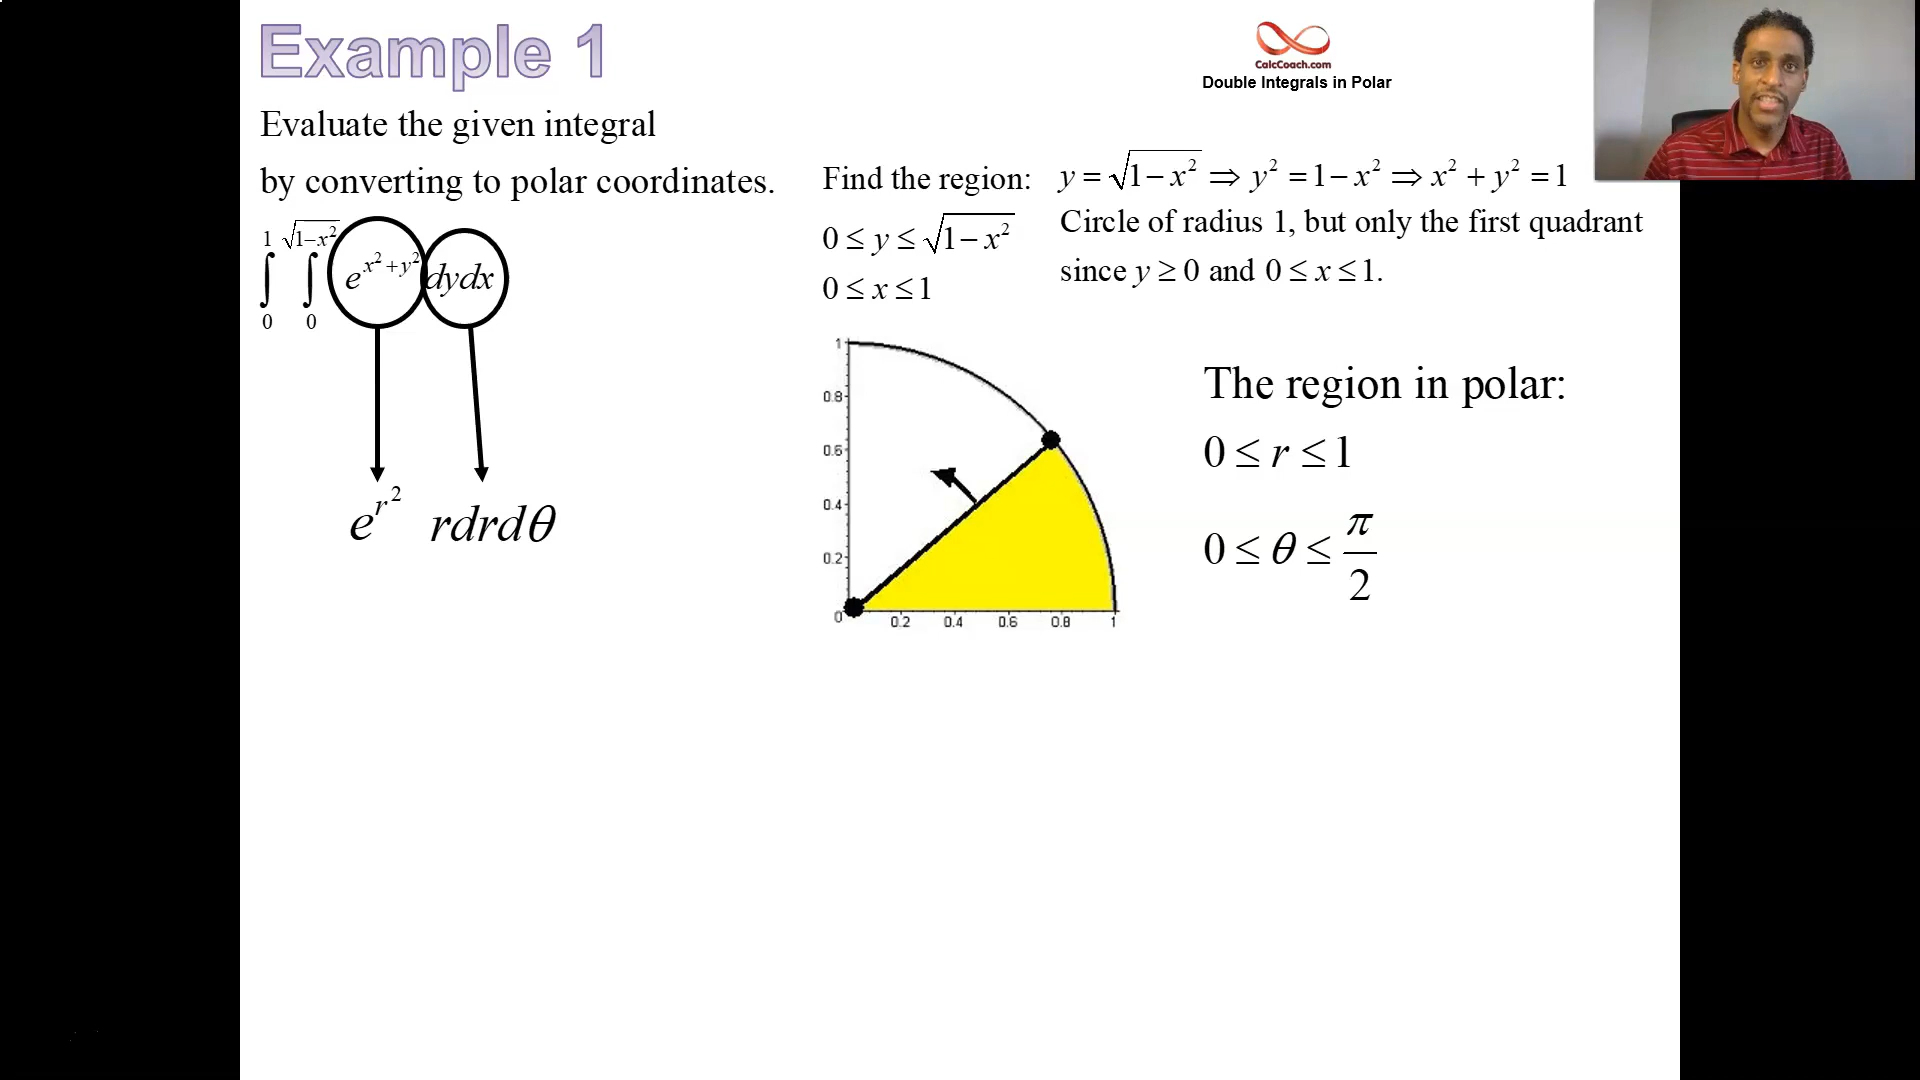 Example 1
CalcCoach.com
Double Integrals in Polar
Evaluate the given integral
by converting to polar coordinates.
∫₀¹ ∫₀^√(1−x²) e^(x²+y²) dydx
e^(r²) rdrdθ
Find the region:
0 ≤ y ≤ √(1−x²)
0 ≤ x ≤ 1
y = √(1−x²) ⇒ y² = 1−x² ⇒ x² + y² = 1
Circle of radius 1, but only the first quadrant
since y ≥ 0 and 0 ≤ x ≤ 1.
1
0.8
0.6
0.4
0.2
0
0.2 0.4 0.6 0.8 1
The region in polar:
0 ≤ r ≤ 1
0 ≤ θ ≤ π/2